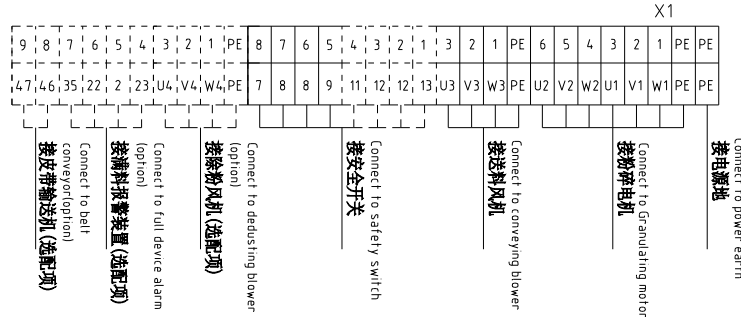 X1
9 8 7 6 5 4 3 2 1 PE 8 7 6 5 4 3 2 1 3 2 1 PE 6 5 4 3 2 1 PE PE
47 46 35 22 2 23 U4 V4 W4 PE 7 8 8 9 11 12 12 13 U3 V3 W3 PE U2 V2 W2 U1 V1 W1 PE PE
Connect to power earth
接电源地
Connect to Granulating motor
接粉碎电机
Connect to conveying blower
接送料风机
Connect to safety switch
接安全开关
Connect to dedusting blower
(option)
接除粉风机(选配项)
Connect to full device alarm
(option)
接满料报警装置(选配项)
Connect to belt
conveyor(option)
接皮带输送机(选配项)